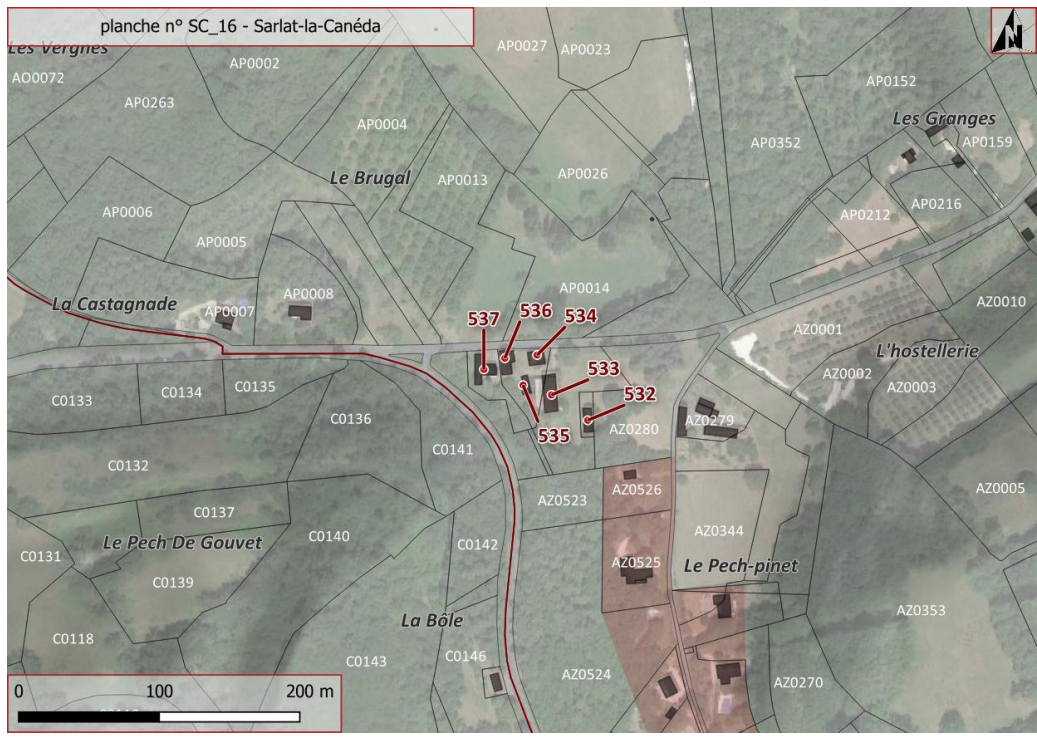 planche n° SC_16 - Sarlat-la-Canéda
N
Les Vergnes
AO0072
AP0002
AP0027
AP0023
AP0263
AP0004
AP0152
Les Granges
AP0352
AP0159
Le Brugal
AP0013
AP0026
AP0006
AP0216
AP0212
AP0005
La Castagnade
AP0007
AP0008
AP0014
AZ0010
537
536
534
AZ0001
L'hostellerie
533
AZ0002
AZ0003
C0133
C0134
C0135
532
C0136
535
AZ0280
AZ0279
C0141
C0132
AZ0523
AZ0526
AZ0005
C0137
Le Pech De Gouvet
C0140
C0142
AZ0344
C0131
C0139
AZ0525
Le Pech-pinet
La Bôle
AZ0353
C0118
C0143
C0146
AZ0524
AZ0270
0
100
200 m